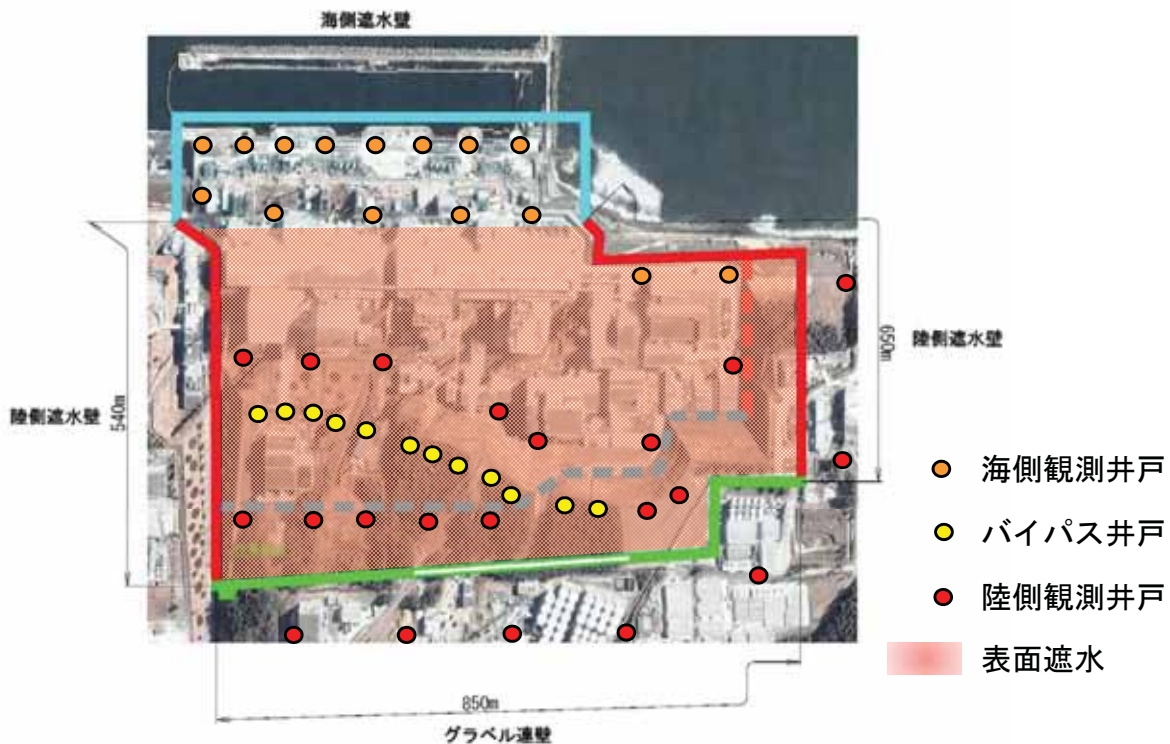 海側遮水壁
陸側遮水壁
540m
650m
陸側遮水壁
海側観測井戸
バイパス井戸
陸側観測井戸
表面遮水
850m
グラベル連壁